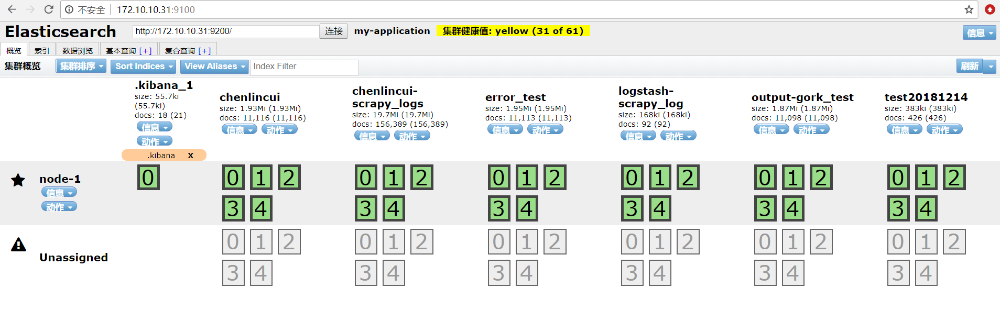 不安全 172.10.10.31:9100
Elasticsearch http://172.10.10.31:9200/ 连接 my-application 集群健康值: yellow (31 of 61) 信息
概览 索引 数据浏览 基本查询 [+] 复合查询 [+]
集群概览 集群排序 Sort Indices View Aliases Index Filter 刷新
.kibana_1
size: 55.7ki
(55.7ki)
docs: 18 (21)
信息
动作
.kibana X
chenlincui
size: 1.93Mi (1.93Mi)
docs: 11,116 (11,116)
信息 动作
chenlincui-
scrapy_logs
size: 19.7Mi (19.7Mi)
docs: 156,389 (156,389)
信息 动作
error_test
size: 1.95Mi (1.95Mi)
docs: 11,113 (11,113)
信息 动作
logstash-
scrapy_log
size: 168ki (168ki)
docs: 92 (92)
信息 动作
output-gork_test
size: 1.87Mi (1.87Mi)
docs: 11,098 (11,098)
信息 动作
test20181214
size: 383ki (383ki)
docs: 426 (426)
信息 动作
node-1
信息
动作
0 0 1 2 0 1 2 0 1 2 0 1 2 0 1 2 0 1 2
3 4 3 4 3 4 3 4 3 4 3 4
Unassigned
0 1 2 0 1 2 0 1 2 0 1 2 0 1 2 0 1 2
3 4 3 4 3 4 3 4 3 4 3 4